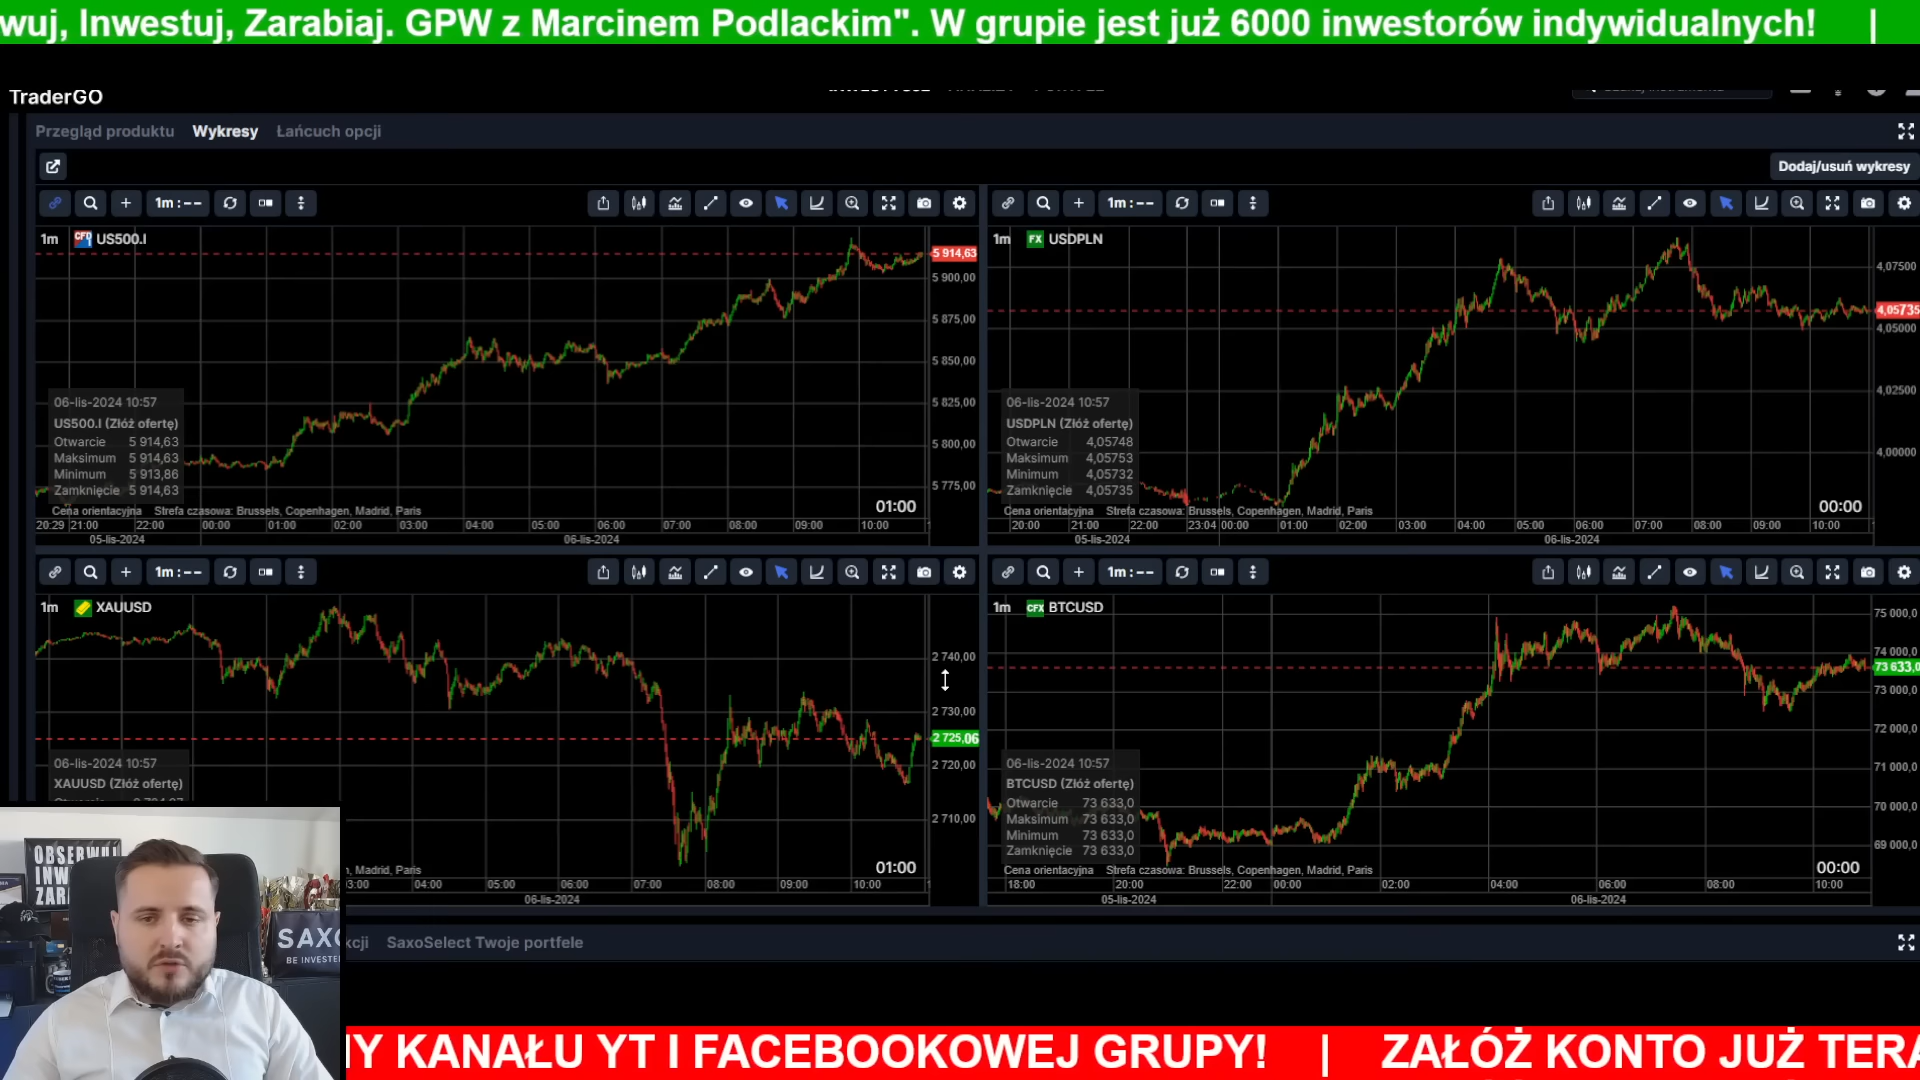 wuj, Inwestuj, Zarabiaj. GPW z Marcinem Podlackim". W grupie jest już 6000 inwestorów indywidualnych! |
TraderGO
Przegląd produktu Wykresy Łańcuch opcji
Dodaj/usuń wykresy
1m:--
1m US500.I
5 914,63
5 900,00
5 875,00
5 850,00
5 825,00
5 800,00
5 775,00
06-lis-2024 10:57
US500.I (Złóż ofertę)
Otwarcie 5 914,63
Maksimum 5 914,63
Minimum 5 913,86
Zamknięcie 5 914,63
Cena orientacyjna Strefa czasowa: Brussels, Copenhagen, Madrid, Paris
01:00
20:29 21:00 22:00 00:00 01:00 02:00 03:00 04:00 05:00 06:00 07:00 08:00 09:00 10:00
05-lis-2024 06-lis-2024
1m:--
1m FX USDPLN
4,07500
4,05735
4,05000
4,02500
4,00000
06-lis-2024 10:57
USDPLN (Złóż ofertę)
Otwarcie 4,05748
Maksimum 4,05753
Minimum 4,05732
Zamknięcie 4,05735
Cena orientacyjna Strefa czasowa: Brussels, Copenhagen, Madrid, Paris
00:00
20:00 21:00 22:00 23:04 00:00 01:00 02:00 03:00 04:00 05:00 06:00 07:00 08:00 09:00 10:00
05-lis-2024 06-lis-2024
1m:--
1m XAUUSD
2 740,00
2 730,00
2 725,06
2 720,00
2 710,00
06-lis-2024 10:57
XAUUSD (Złóż ofertę)
, Madrid, Paris
01:00
04:00 05:00 06:00 07:00 08:00 09:00 10:00
06-lis-2024
1m:--
1m CFX BTCUSD
75 000,0
74 000,0
73 633,0
73 000,0
72 000,0
71 000,0
70 000,0
69 000,0
06-lis-2024 10:57
BTCUSD (Złóż ofertę)
Otwarcie 73 633,0
Maksimum 73 633,0
Minimum 73 633,0
Zamknięcie 73 633,0
Cena orientacyjna Strefa czasowa: Brussels, Copenhagen, Madrid, Paris
00:00
18:00 20:00 22:00 00:00 02:00 04:00 06:00 08:00 10:00
05-lis-2024 06-lis-2024
kcji SaxoSelect Twoje portfele
OBSERWUJ
INW
ZAR
SAXO
BE INVESTE
Y KANAŁU YT I FACEBOOKOWEJ GRUPY! | ZAŁÓŻ KONTO JUŻ TERA